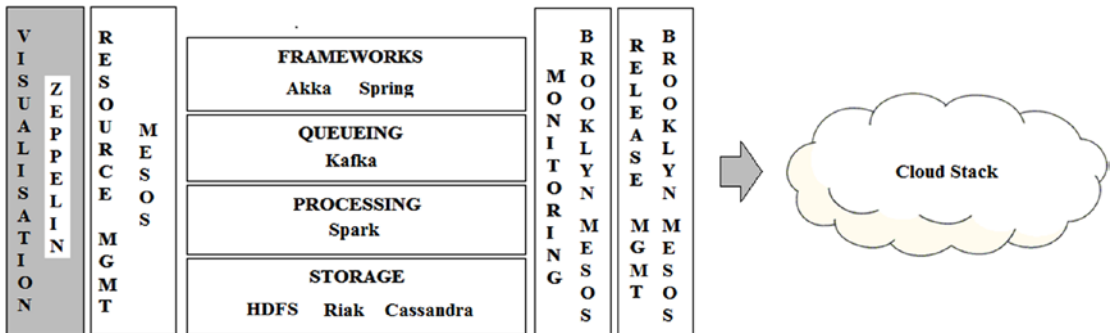 VISUALISATION
ZEPPELIN
RESOURCE MGMT
MESOS
FRAMEWORKS
Akka Spring
QUEUEING
Kafka
PROCESSING
Spark
STORAGE
HDFS Riak Cassandra
MONITORING
BROOKLYN MESOS
RELEASE MGMT
BROOKLYN MESOS
Cloud Stack